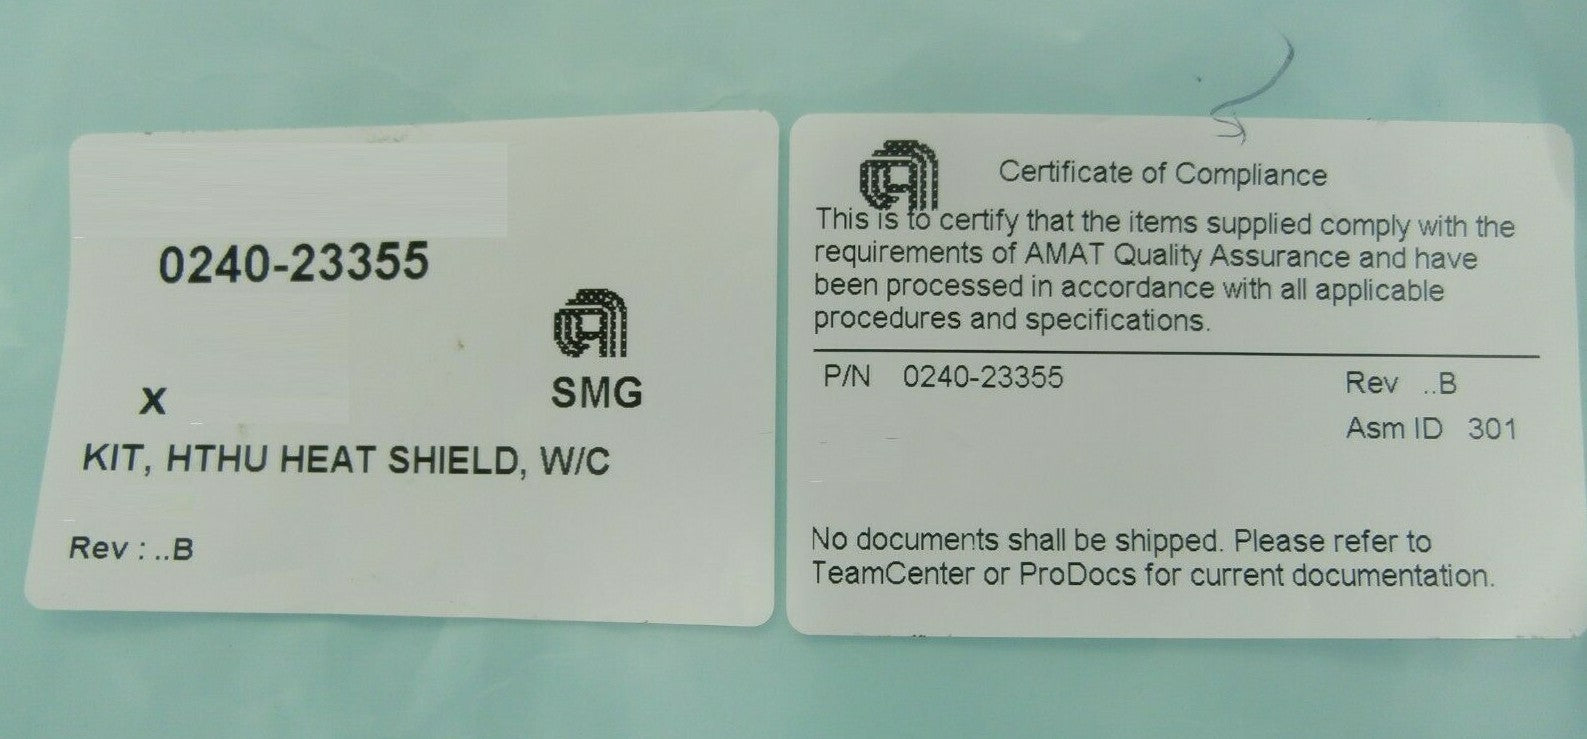 0240-23355
SMG
x
KIT, HTHU HEAT SHIELD, W/C
Rev : ..B
Certificate of Compliance
This is to certify that the items supplied comply with the
requirements of AMAT Quality Assurance and have
been processed in accordance with all applicable
procedures and specifications.
P/N 0240-23355
Rev ..B
Asm ID 301
No documents shall be shipped. Please refer to
TeamCenter or ProDocs for current documentation.